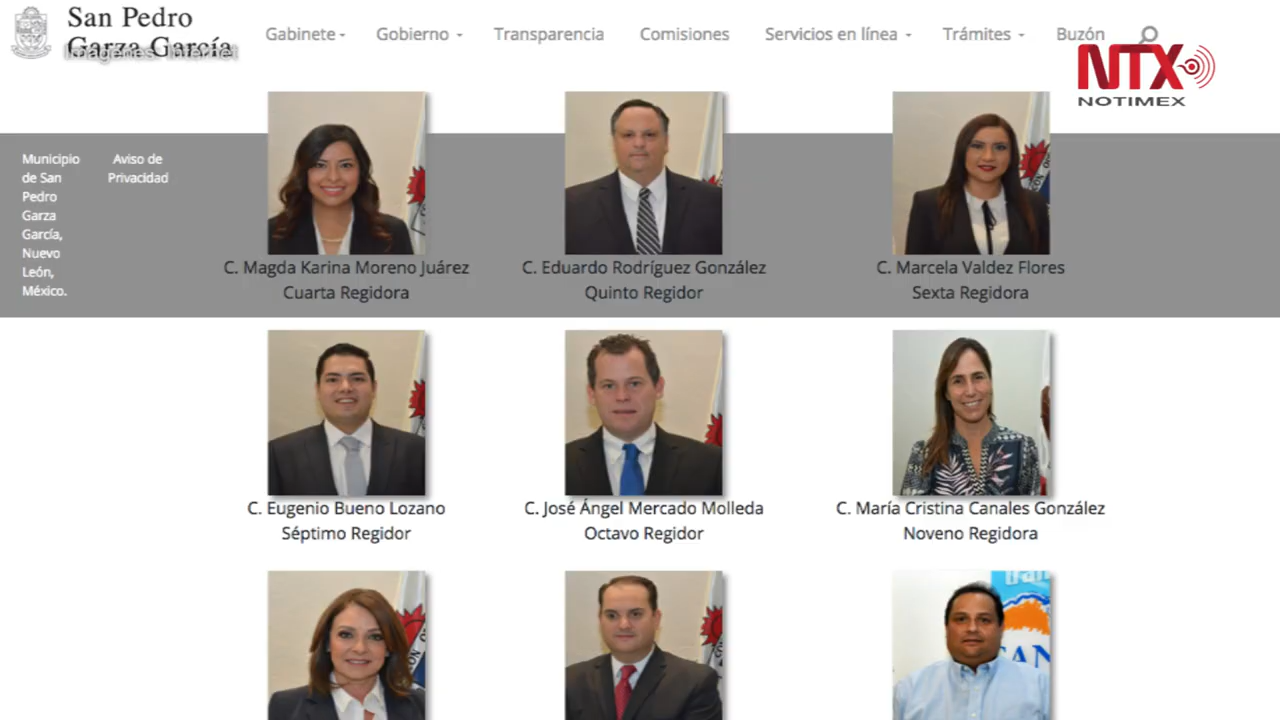 San Pedro
Garza García
Imágenes: Internet
Gabinete
Gobierno
Transparencia
Comisiones
Servicios en línea
Trámites
Buzón
NTX
NOTIMEX
Municipio
de San
Pedro
Garza
García,
Nuevo
León,
México.
Aviso de
Privacidad
C. Magda Karina Moreno Juárez
Cuarta Regidora
C. Eduardo Rodríguez González
Quinto Regidor
C. Marcela Valdez Flores
Sexta Regidora
C. Eugenio Bueno Lozano
Séptimo Regidor
C. José Ángel Mercado Molleda
Octavo Regidor
C. María Cristina Canales González
Noveno Regidora